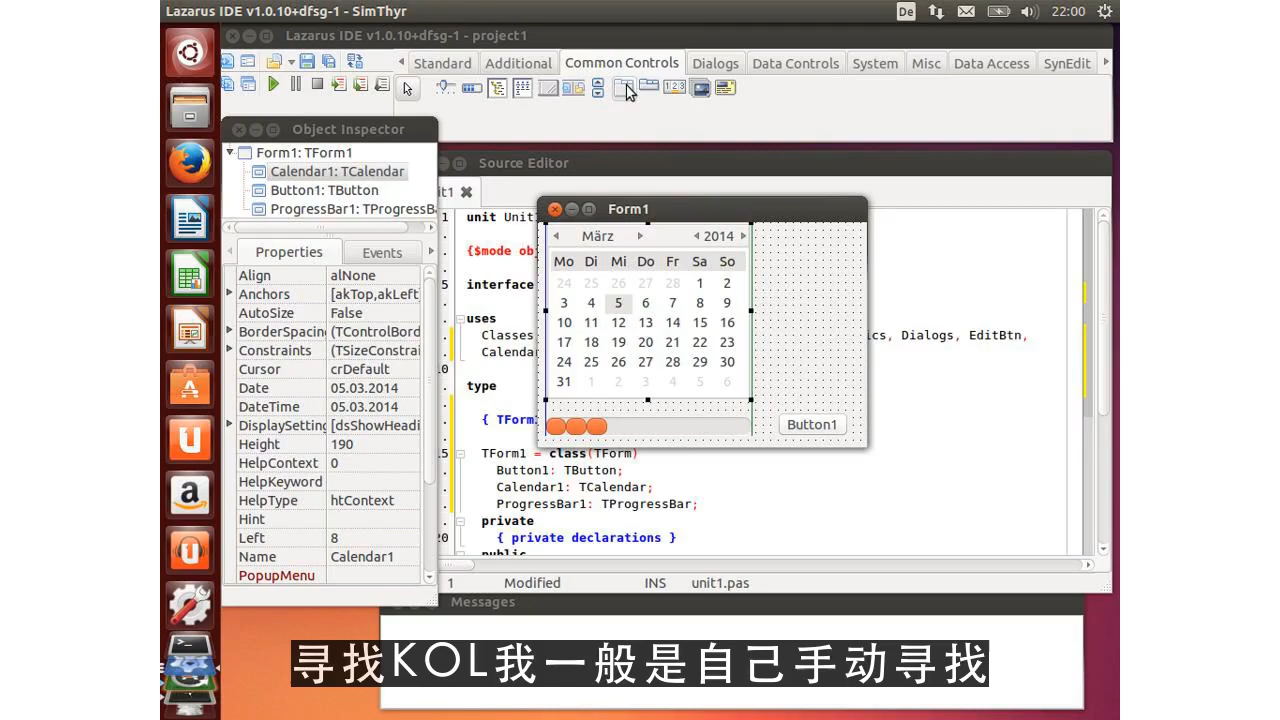 Lazarus IDE v1.0.10+dfsg-1 - SimThyr
De
22:00
Lazarus IDE v1.0.10+dfsg-1 - project1
Standard Additional Common Controls Dialogs Data Controls System Misc Data Access SynEdit
Object Inspector
Form1: TForm1
Calendar1: TCalendar
Button1: TButton
ProgressBar1: TProgressB
Properties Events
Align alNone
Anchors [akTop,akLeft
AutoSize False
BorderSpacing (TControlBord
Constraints (TSizeConstrai
Cursor crDefault
Date 05.03.2014
DateTime 05.03.2014
DisplaySetting [dsShowHeadi
Height 190
HelpContext 0
HelpKeyword
HelpType htContext
Hint
Left 8
Name Calendar1
PopupMenu
Source Editor
it1
unit Unit
{$mode ob
interface
uses
Classes
ics, Dialogs, EditBtn,
Calenda
type
{ TForm
TForm1 = class(TForm)
Button1: TButton;
Calendar1: TCalendar;
ProgressBar1: TProgressBar;
private
{ private declarations }
public
1 Modified INS unit1.pas
Form1
März 2014
Mo Di Mi Do Fr Sa So
24 25 26 27 28 1 2
3 4 5 6 7 8 9
10 11 12 13 14 15 16
17 18 19 20 21 22 23
24 25 26 27 28 29 30
31 1 2 3 4 5 6
Button1
Messages
寻找KOL我一般是自己手动寻找